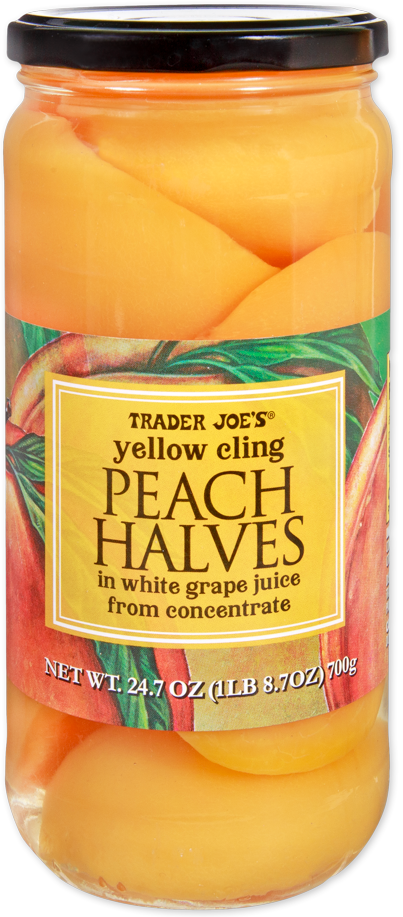 TRADER JOE'S®
yellow cling
PEACH
HALVES
in white grape juice
from concentrate
NET WT. 24.7 OZ (1LB 8.7OZ) 700g